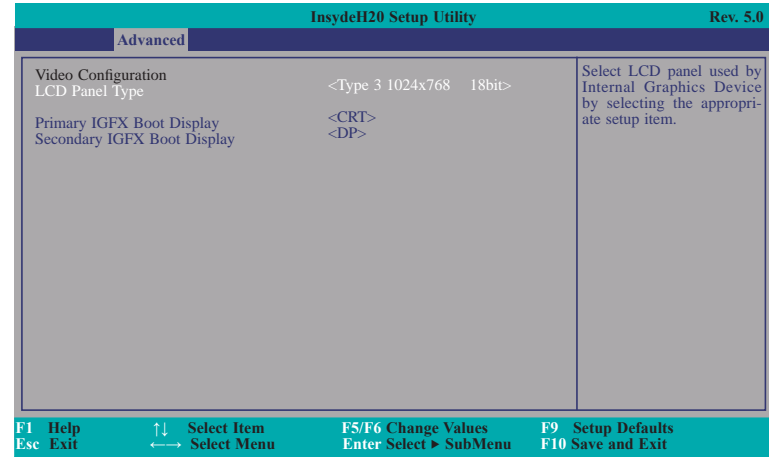 InsydeH20 Setup Utility Rev. 5.0
Advanced
Video Configuration
LCD Panel Type <Type 3 1024x768 18bit>
Primary IGFX Boot Display <CRT>
Secondary IGFX Boot Display <DP>
Select LCD panel used by
Internal Graphics Device
by selecting the appropri-
ate setup item.
F1 Help ↑↓ Select Item F5/F6 Change Values F9 Setup Defaults
Esc Exit ←→ Select Menu Enter Select ▶ SubMenu F10 Save and Exit